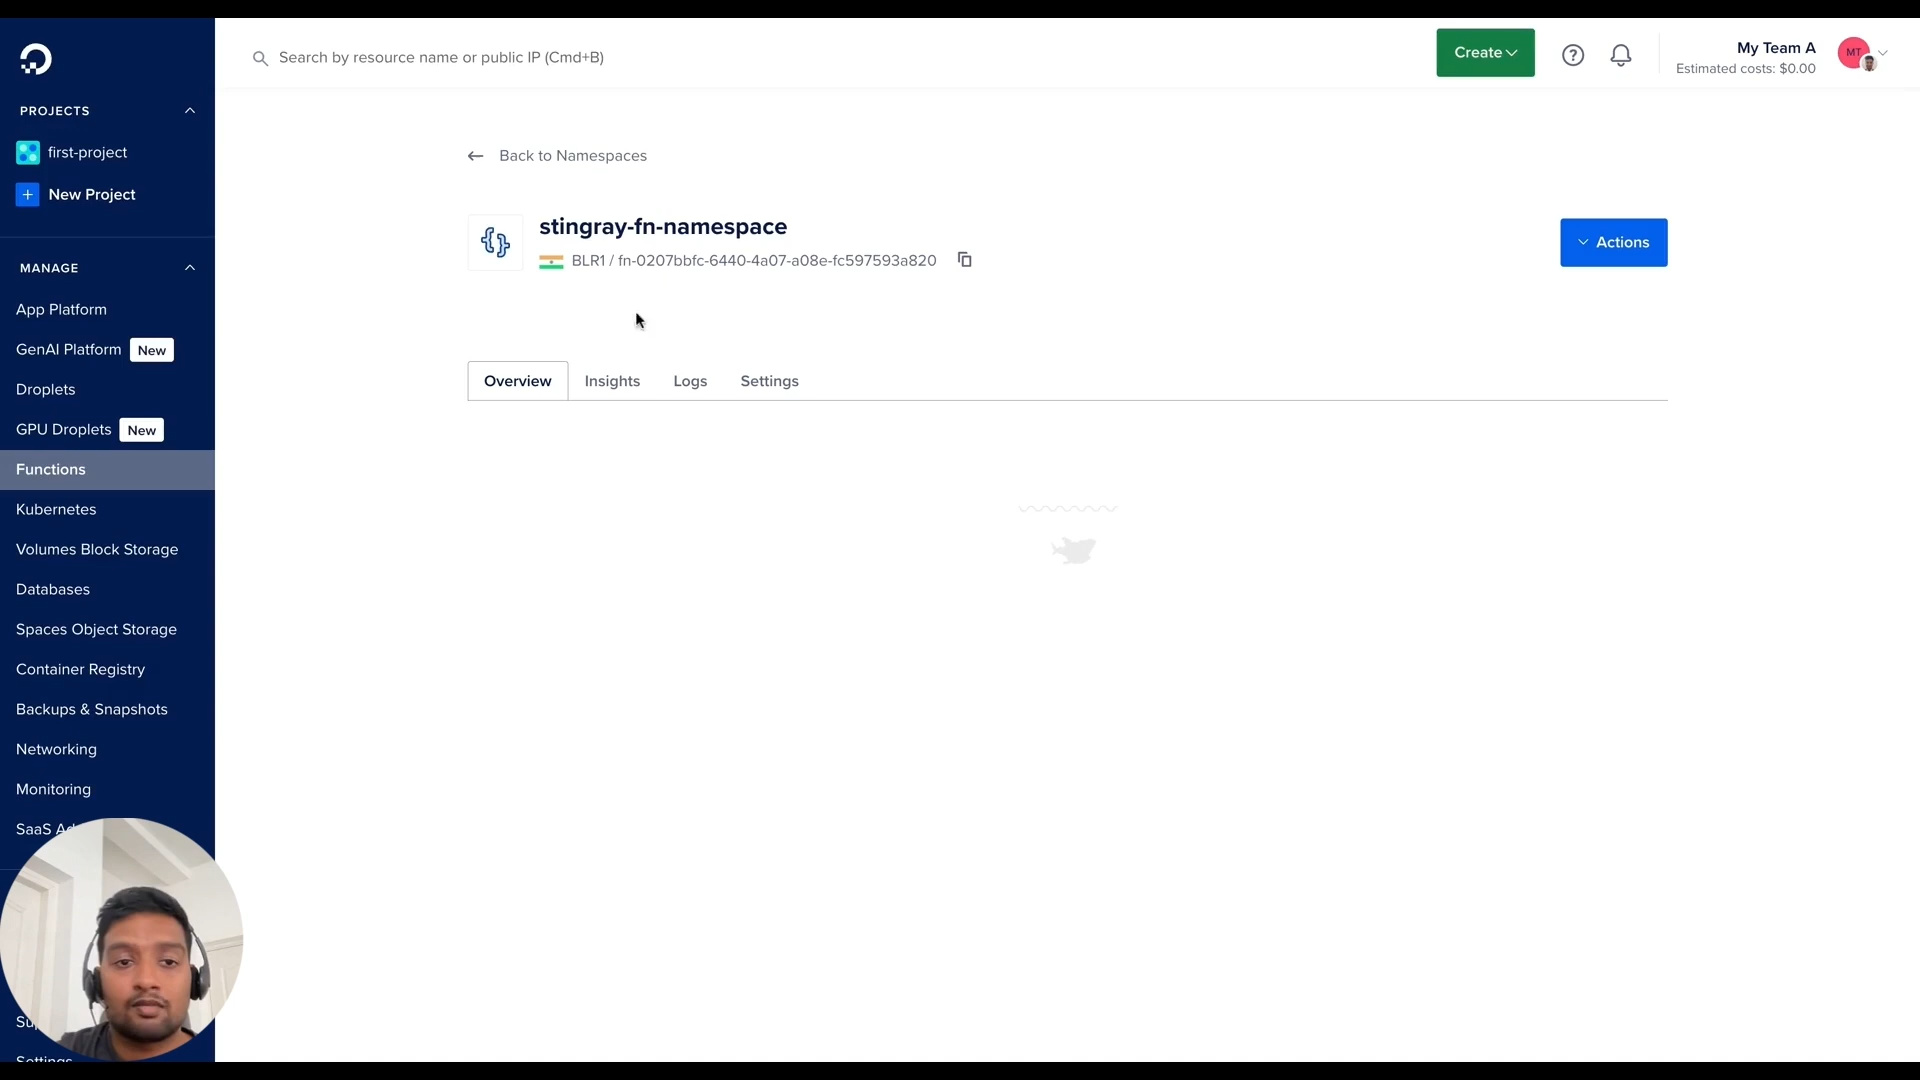 Search by resource name or public IP (Cmd+B)
Create
My Team A
Estimated costs: $0.00
MT
PROJECTS
first-project
New Project
MANAGE
App Platform
GenAI Platform New
Droplets
GPU Droplets New
Functions
Kubernetes
Volumes Block Storage
Databases
Spaces Object Storage
Container Registry
Backups & Snapshots
Networking
Monitoring
SaaS
Settings
Back to Namespaces
stingray-fn-namespace
BLR1 / fn-0207bbfc-6440-4a07-a08e-fc597593a820
Actions
Overview Insights Logs Settings